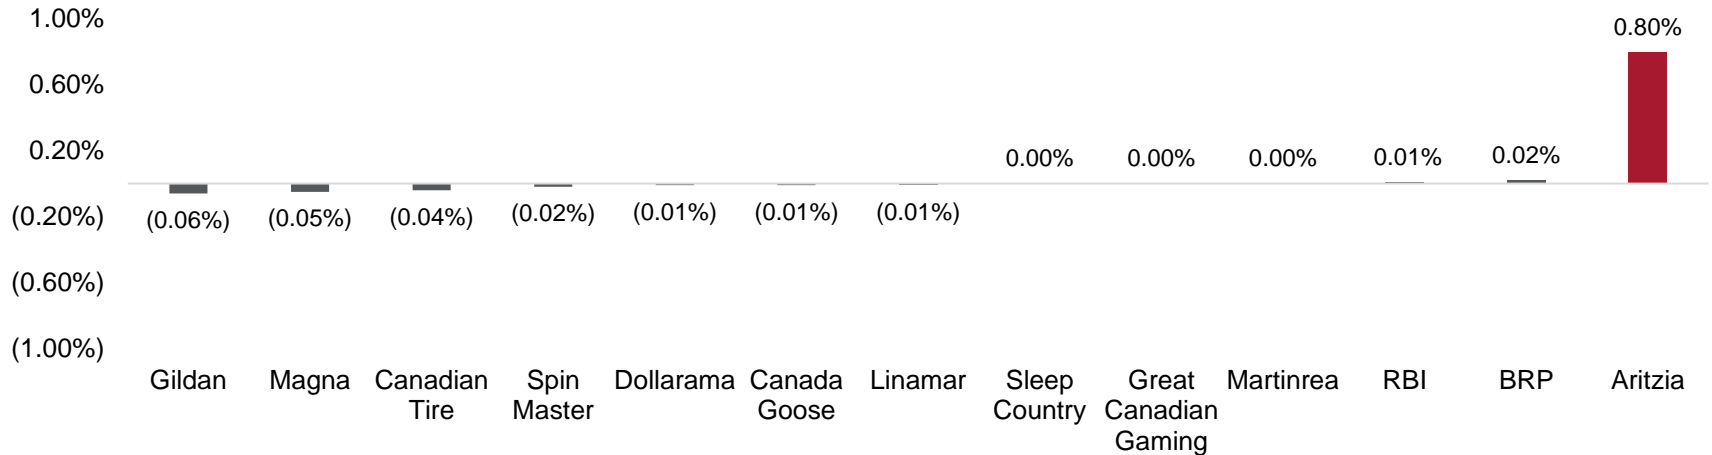 1.00%
0.60%
0.20%
(0.20%)
(0.60%)
(1.00%)
(0.06%)
(0.05%)
(0.04%)
(0.02%)
(0.01%)
(0.01%)
(0.01%)
0.00%
0.00%
0.00%
0.01%
0.02%
0.80%
Gildan
Magna
Canadian
Tire
Spin
Master
Dollarama
Canada
Goose
Linamar
Sleep
Country
Great
Canadian
Gaming
Martinrea
RBI
BRP
Aritzia